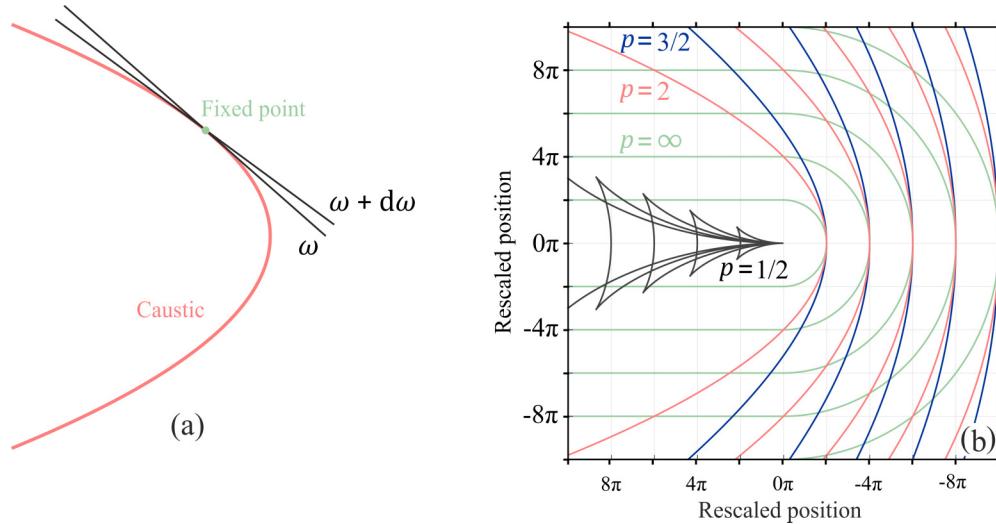 Fixed point
ω + dω
ω
Caustic
(a)
p = 3/2
p = 2
p = ∞
p = 1/2
(b)
Rescaled position
8π
4π
0π
-4π
-8π
8π
4π
0π
-4π
-8π
Rescaled position